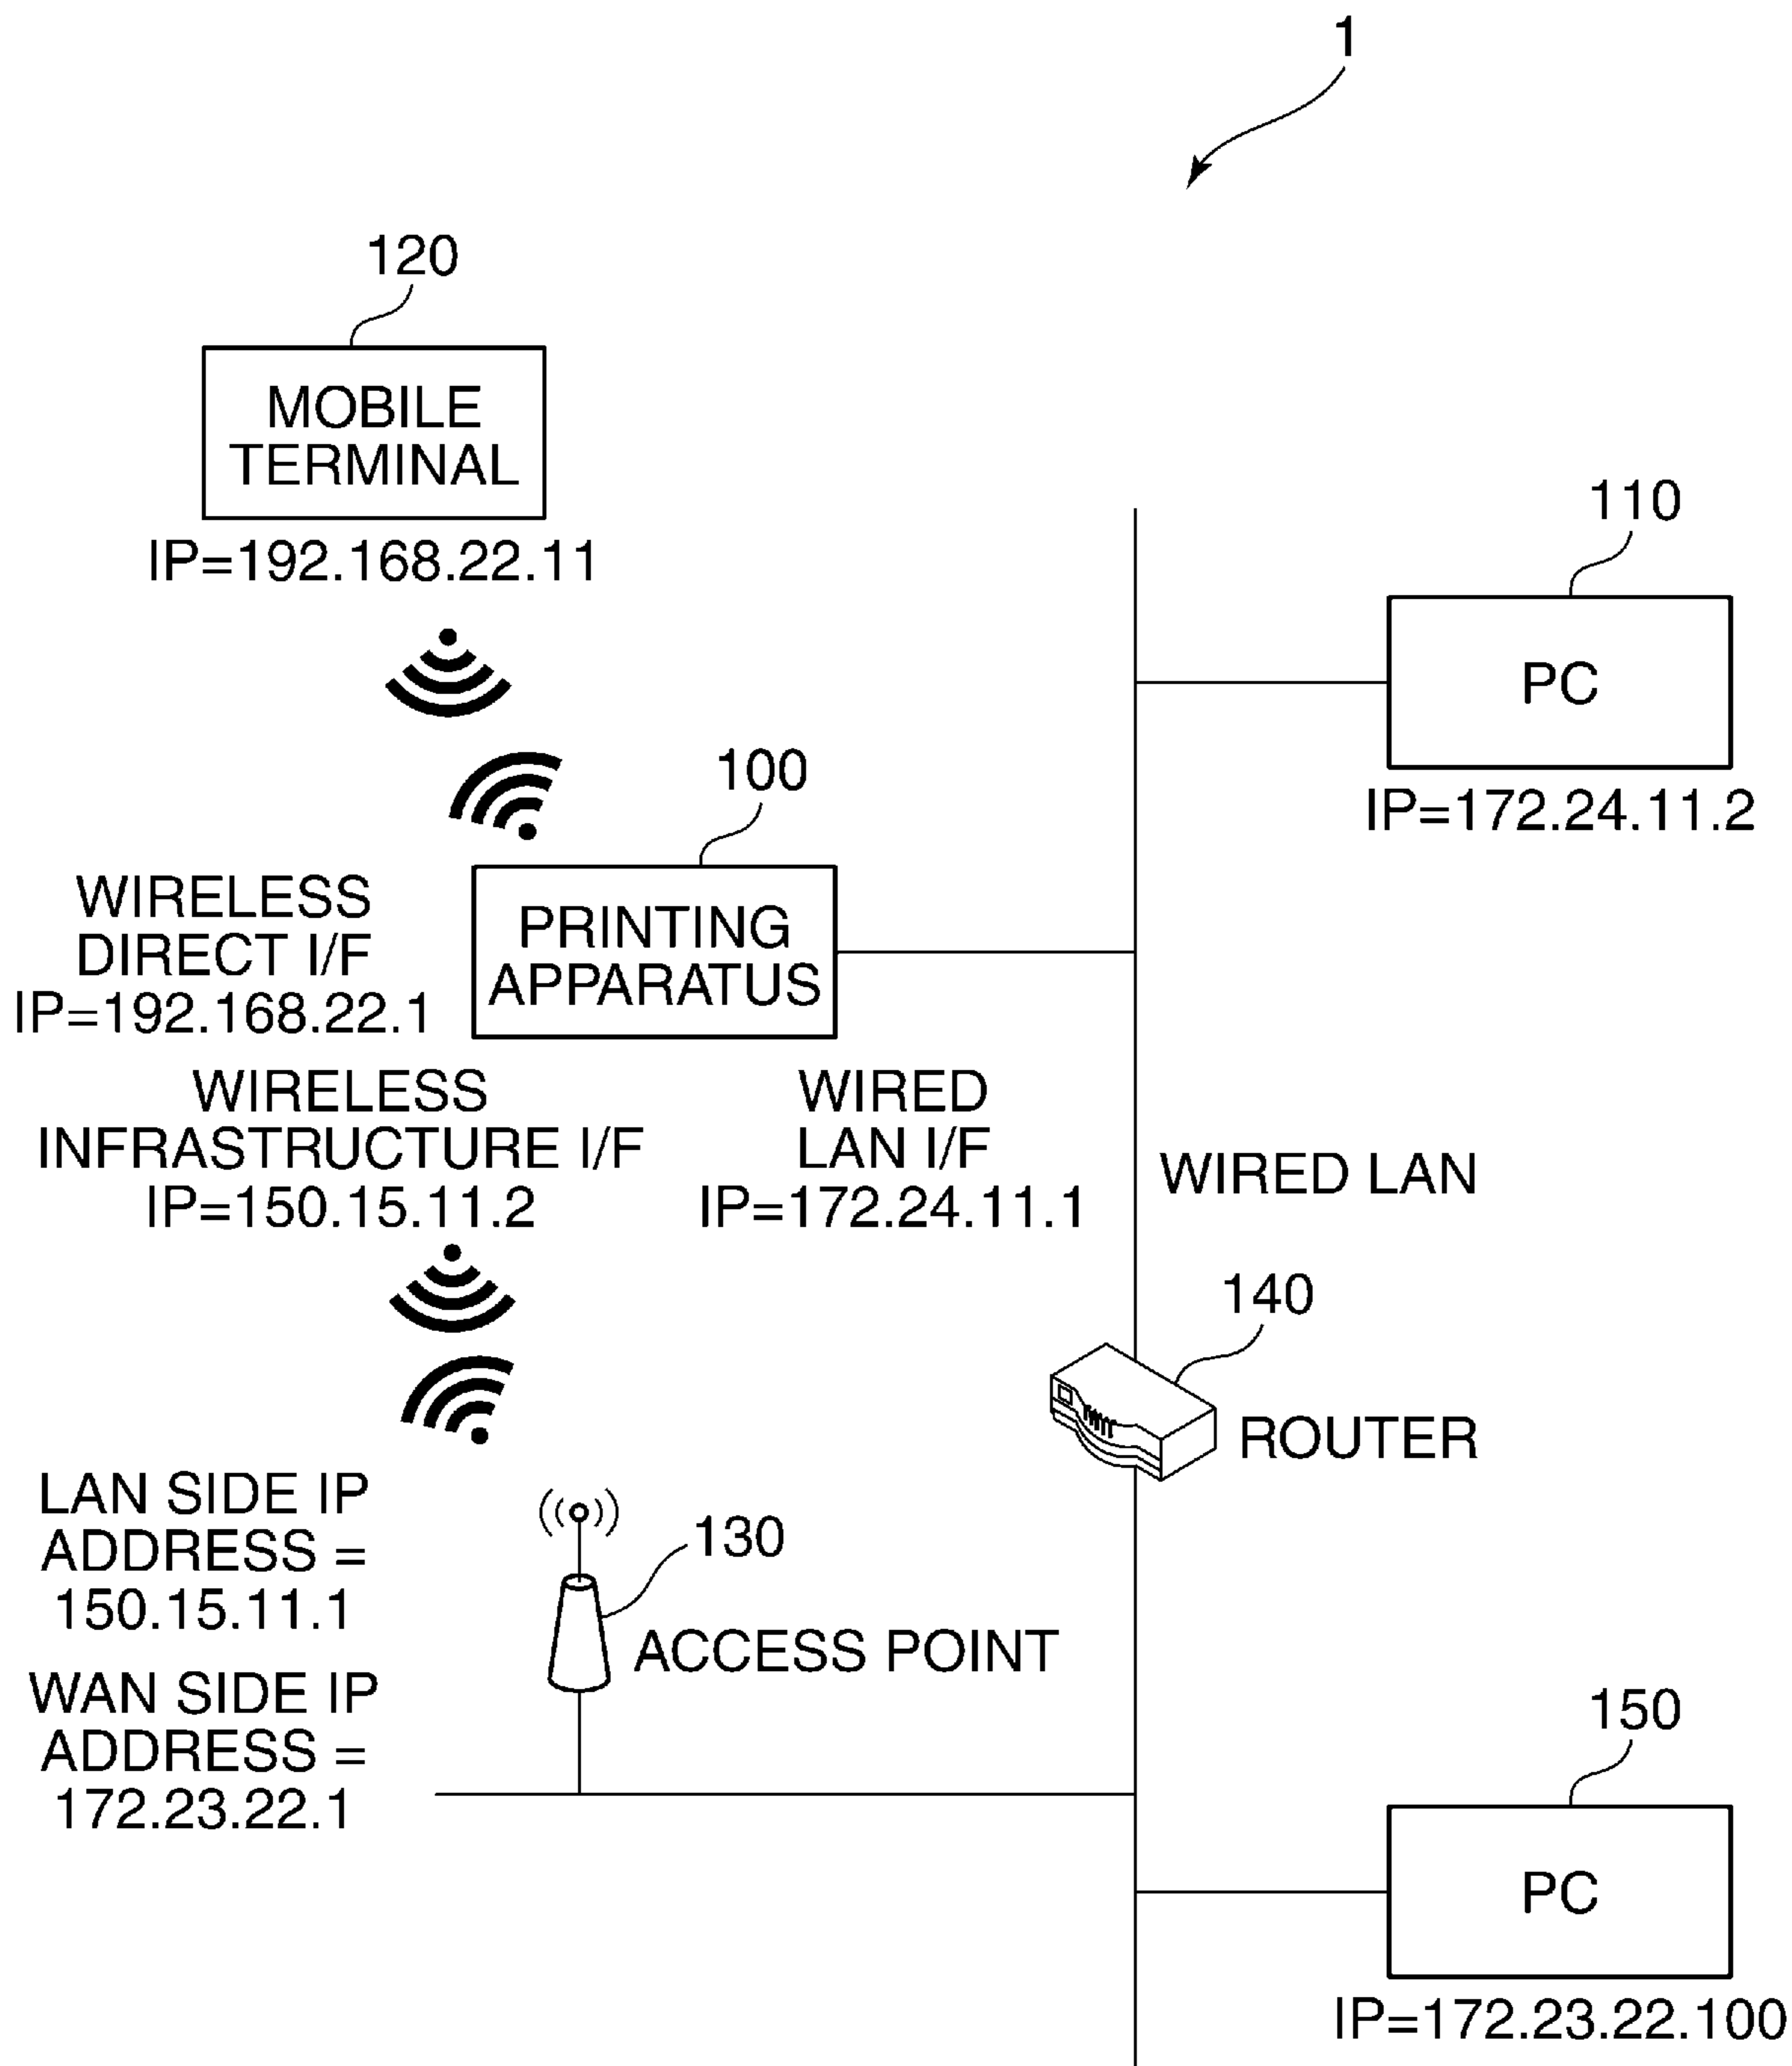 1
120
MOBILE
TERMINAL
IP=192.168.22.11
110
PC
IP=172.24.11.2
100
PRINTING
APPARATUS
WIRELESS
DIRECT I/F
IP=192.168.22.1
WIRELESS
INFRASTRUCTURE I/F
IP=150.15.11.2
WIRED
LAN I/F
IP=172.24.11.1
WIRED LAN
140
ROUTER
LAN SIDE IP
ADDRESS =
150.15.11.1
130
ACCESS POINT
WAN SIDE IP
ADDRESS =
172.23.22.1
150
PC
IP=172.23.22.100